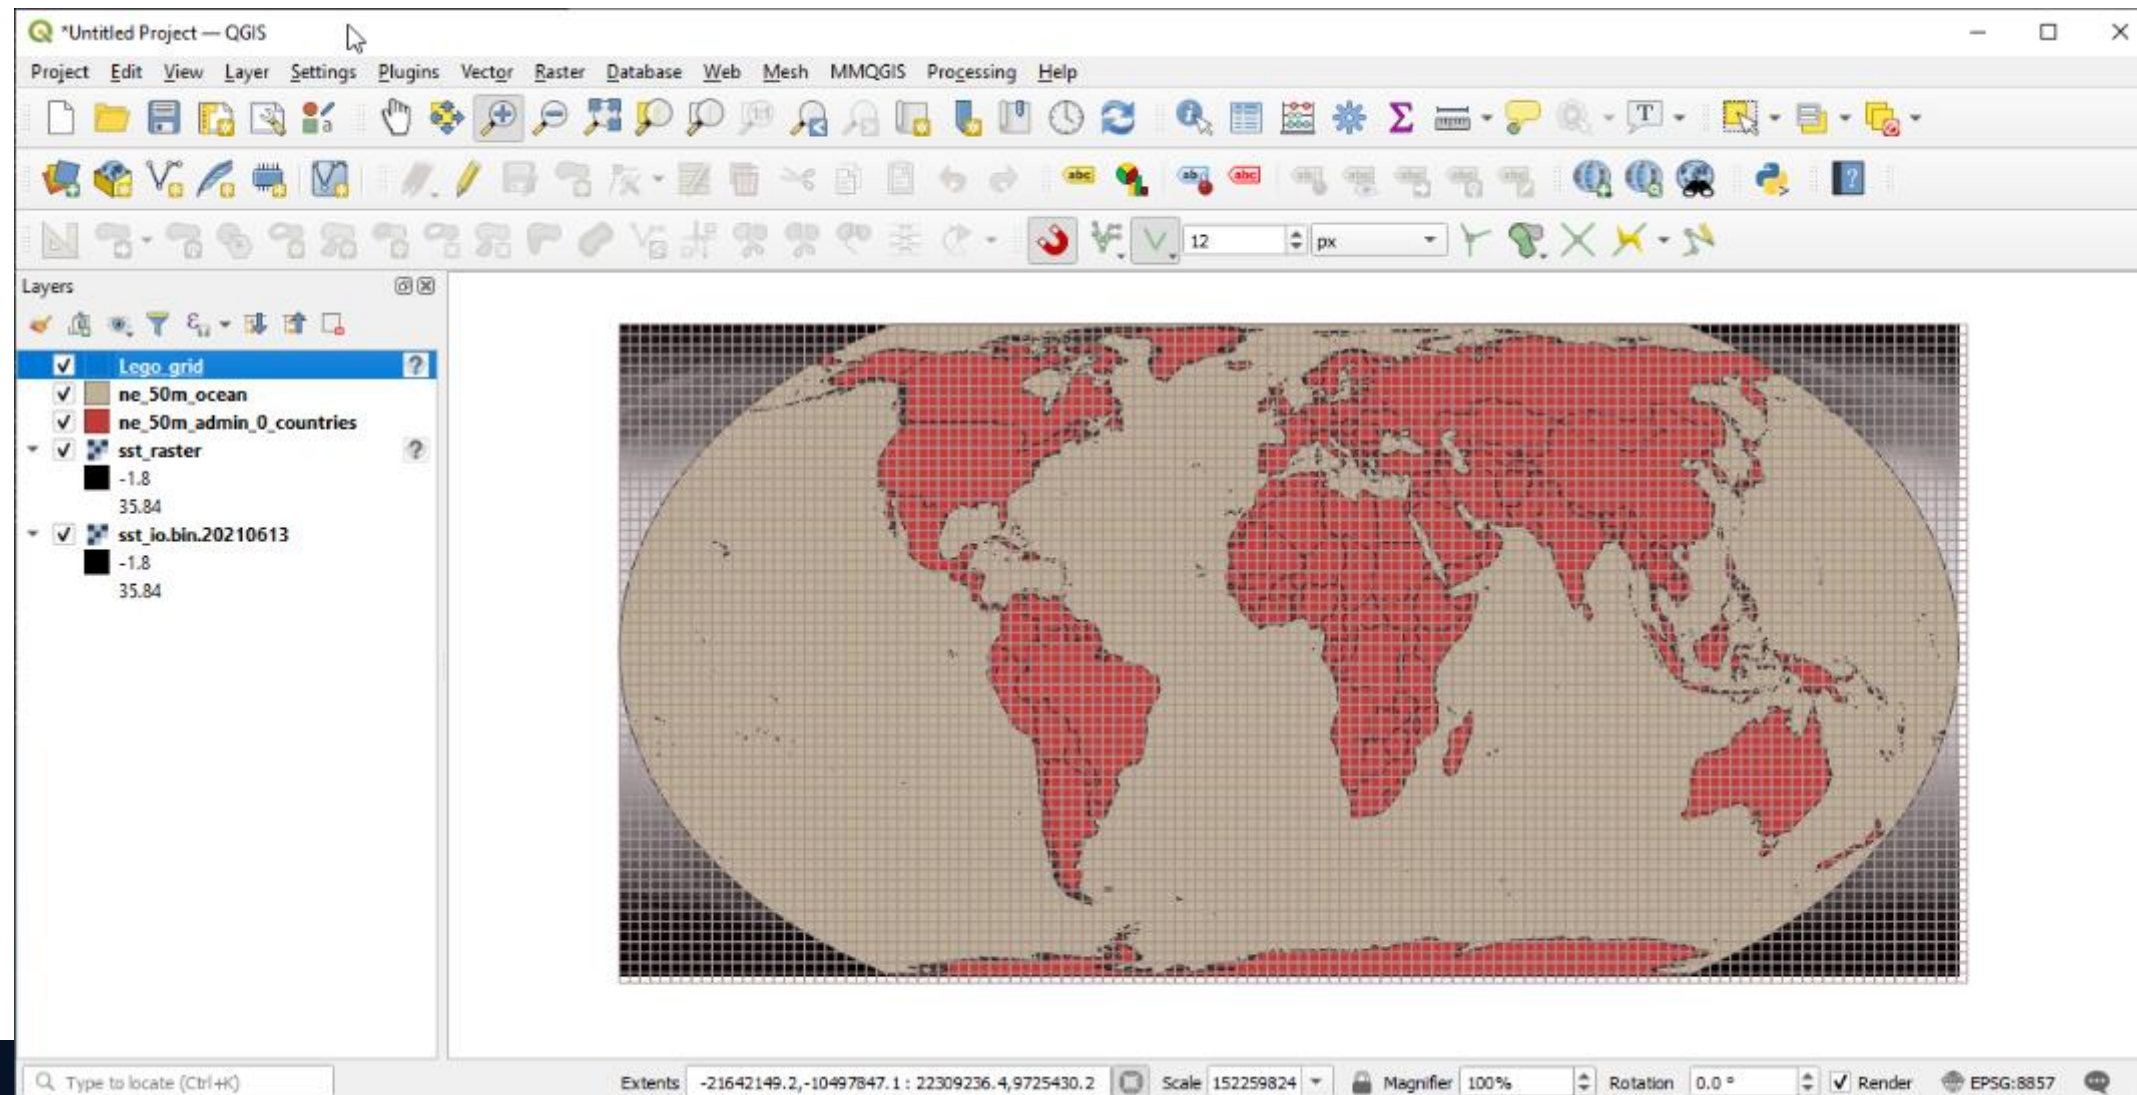 *Untitled Project — QGIS
Project Edit View Layer Settings Plugins Vector Raster Database Web Mesh MMQGIS Processing Help
12 px
Layers
Lego_grid
ne_50m_ocean
ne_50m_admin_0_countries
sst_raster
-1.8
35.84
sst_io.bin.20210613
-1.8
35.84
Type to locate (Ctrl+K) Extents -21642149.2,-10497847.1 : 22309236.4,9725430.2 Scale 152259824 Magnifier 100% Rotation 0.0 ° Render EPSG:8857